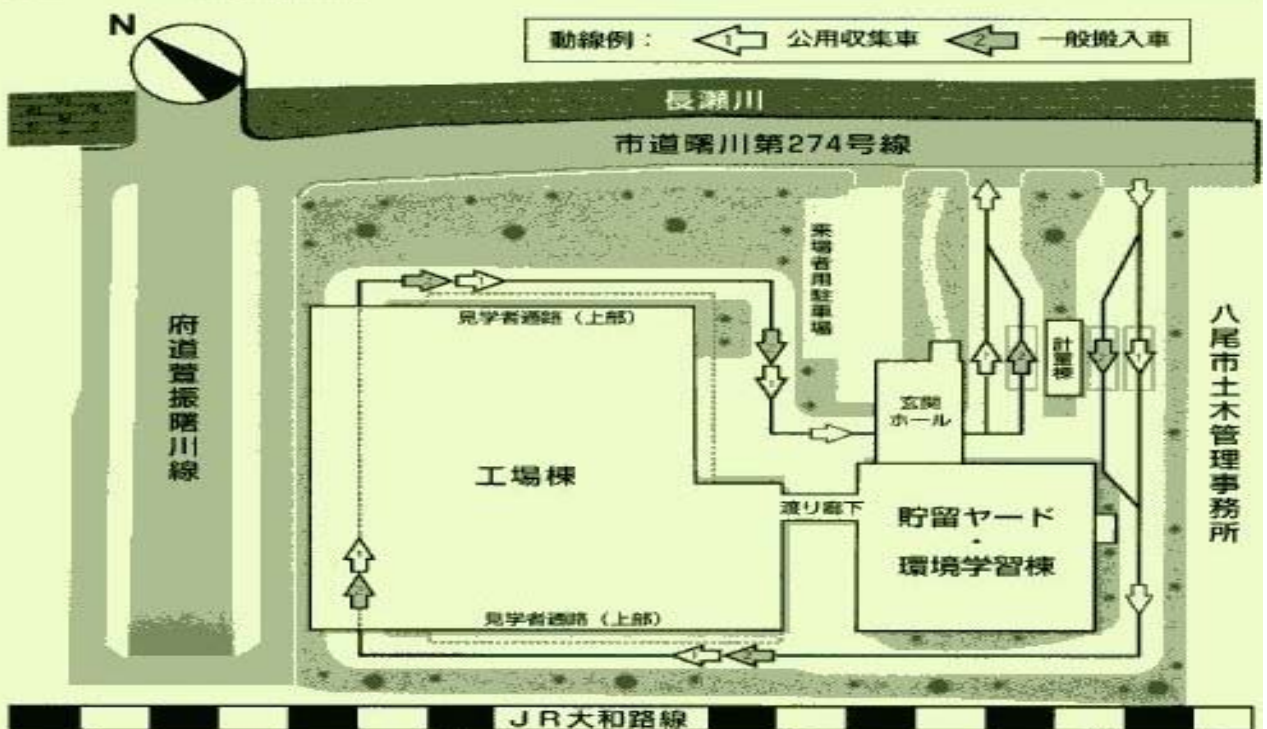 N
動線例： 1 公用収集車 2 一般搬入車
長瀬川
市道曙川第274号線
来場者用駐車場
見学者通路（上部）
府道萱振曙川線
計量棟
八尾市土木管理事務所
玄関
ホール
工場棟
渡り廊下
貯留ヤード
・
環境学習棟
見学者通路（上部）
JR大和路線